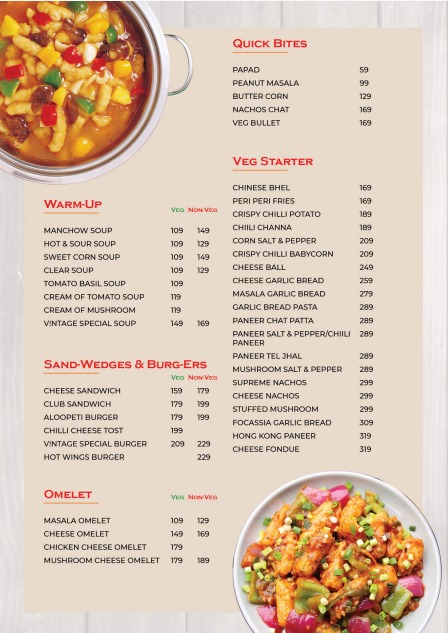 QUICK BITES
PAPAD 59
PEANUT MASALA 99
BUTTER CORN 129
NACHOS CHAT 169
VEG BULLET 169
VEG STARTER
CHINESE BHEL 169
PERI PERI FRIES 169
CRISPY CHILLI POTATO 189
CHIILI CHANNA 189
CORN SALT & PEPPER 209
CRISPY CHILLI BABYCORN 209
CHEESE BALL 249
CHEESE GARLIC BREAD 259
MASALA GARLIC BREAD 279
GARLIC BREAD PASTA 289
PANEER CHAT PATTA 289
PANEER SALT & PEPPER/CHIILI 289
PANEER
PANEER TEL JHAL 289
MUSHROOM SALT & PEPPER 289
SUPREME NACHOS 299
CHEESE NACHOS 299
STUFFED MUSHROOM 299
FOCASSIA GARLIC BREAD 309
HONG KONG PANEER 319
CHEESE FONDUE 319
WARM-UP
VEG NON-VEG
MANCHOW SOUP 109 149
HOT & SOUR SOUP 109 129
SWEET CORN SOUP 109 149
CLEAR SOUP 109 129
TOMATO BASIL SOUP 109
CREAM OF TOMATO SOUP 119
CREAM OF MUSHROOM 119
VINTAGE SPECIAL SOUP 149 169
SAND-WEDGES & BURG-ERS
VEG NON-VEG
CHEESE SANDWICH 159 179
CLUB SANDWICH 179 199
ALOOPETI BURGER 179 199
CHILLI CHEESE TOST 199
VINTAGE SPECIAL BURGER 209 229
HOT WINGS BURGER 229
OMELET
VEG NON-VEG
MASALA OMELET 109 129
CHEESE OMELET 149 169
CHICKEN CHEESE OMELET 179
MUSHROOM CHEESE OMELET 179 189